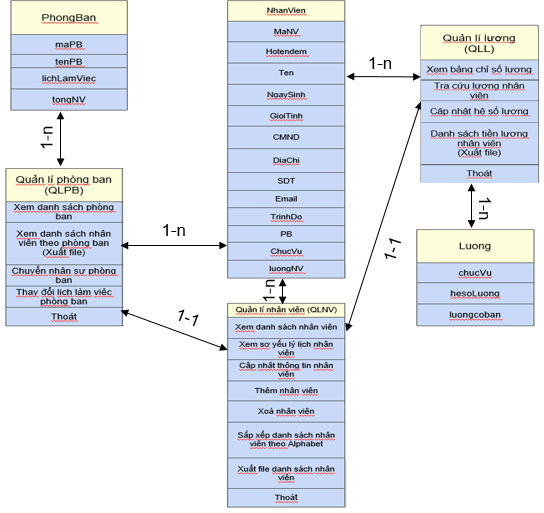 PhongBan
maPB
tenPB
lichLamViec
tongNV
1-n
Quản lí phòng ban
(QLPB)
Xem danh sách phòng
ban
Xem danh sách nhân
viên theo phòng ban
(Xuất file)
Chuyển nhân sự phòng
ban
Thay đổi lịch làm việc
phòng ban
Thoát
1-n
1-1
NhanVien
MaNV
Hotendem
Ten
NgaySinh
GioiTinh
CMND
DiaChi
SDT
Email
TrinhDo
PB
ChucVu
luongNV
1-n
Quản lí nhân viên (QLNV)
Xem danh sách nhân viên
Xem sơ yếu lý lịch nhân
viên
Cập nhật thông tin nhân
viên
Thêm nhân viên
Xoá nhân viên
Sắp xếp danh sách nhân
viên theo Alphabet
Xuất file danh sách nhân
viên
Thoát
1-n
1-1
Quản lí lương
(QLL)
Xem bảng chỉ số lương
Tra cứu lương nhân
viên
Cập nhật hệ số lương
Danh sách tiền lương
nhân viên
(Xuất file)
Thoát
1-n
Luong
chucVu
hesoLuong
luongcoban